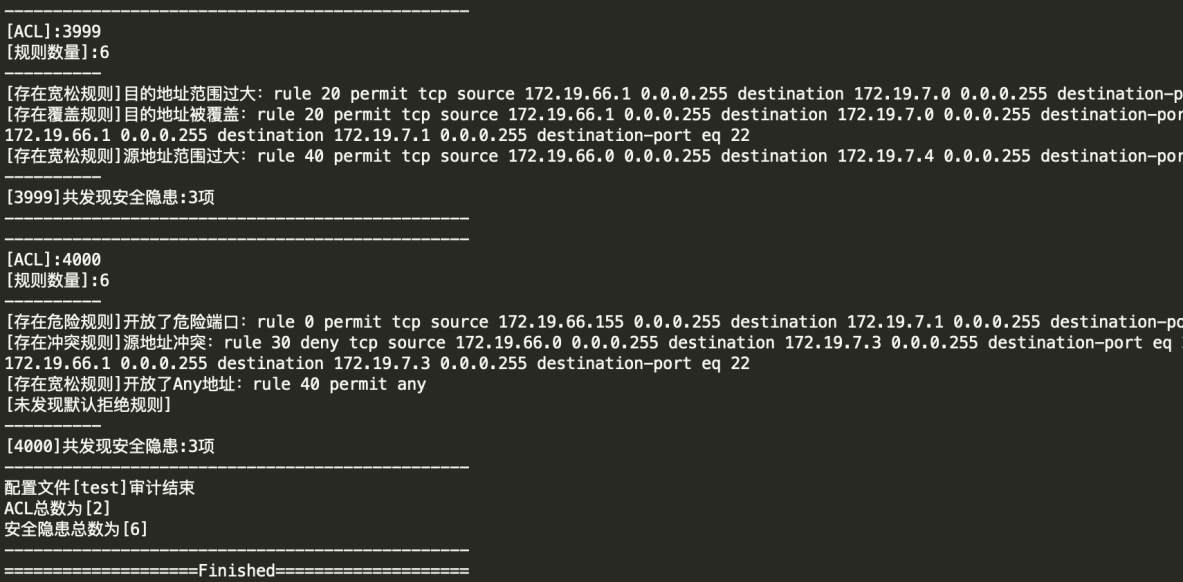 ------------------------------------------------
[ACL]:3999
[规则数量]:6
----------
[存在宽松规则]目的地址范围过大: rule 20 permit tcp source 172.19.66.1 0.0.0.255 destination 172.19.7.0 0.0.0.255 destination-p
[存在覆盖规则]目的地址被覆盖: rule 20 permit tcp source 172.19.66.1 0.0.0.255 destination 172.19.7.0 0.0.0.255 destination-por
172.19.66.1 0.0.0.255 destination 172.19.7.1 0.0.0.255 destination-port eq 22
[存在宽松规则]源地址范围过大: rule 40 permit tcp source 172.19.66.0 0.0.0.255 destination 172.19.7.4 0.0.0.255 destination-por
----------
[3999]共发现安全隐患:3项
------------------------------------------------
------------------------------------------------
[ACL]:4000
[规则数量]:6
----------
[存在危险规则]开放了危险端口: rule 0 permit tcp source 172.19.66.155 0.0.0.255 destination 172.19.7.1 0.0.0.255 destination-po
[存在冲突规则]源地址冲突: rule 30 deny tcp source 172.19.66.0 0.0.0.255 destination 172.19.7.3 0.0.0.255 destination-port eq
172.19.66.1 0.0.0.255 destination 172.19.7.3 0.0.0.255 destination-port eq 22
[存在宽松规则]开放了Any地址: rule 40 permit any
[未发现默认拒绝规则]
----------
[4000]共发现安全隐患:3项
------------------------------------------------
配置文件[test]审计结束
ACL总数为[2]
安全隐患总数为[6]
------------------------------------------------
====================Finished====================